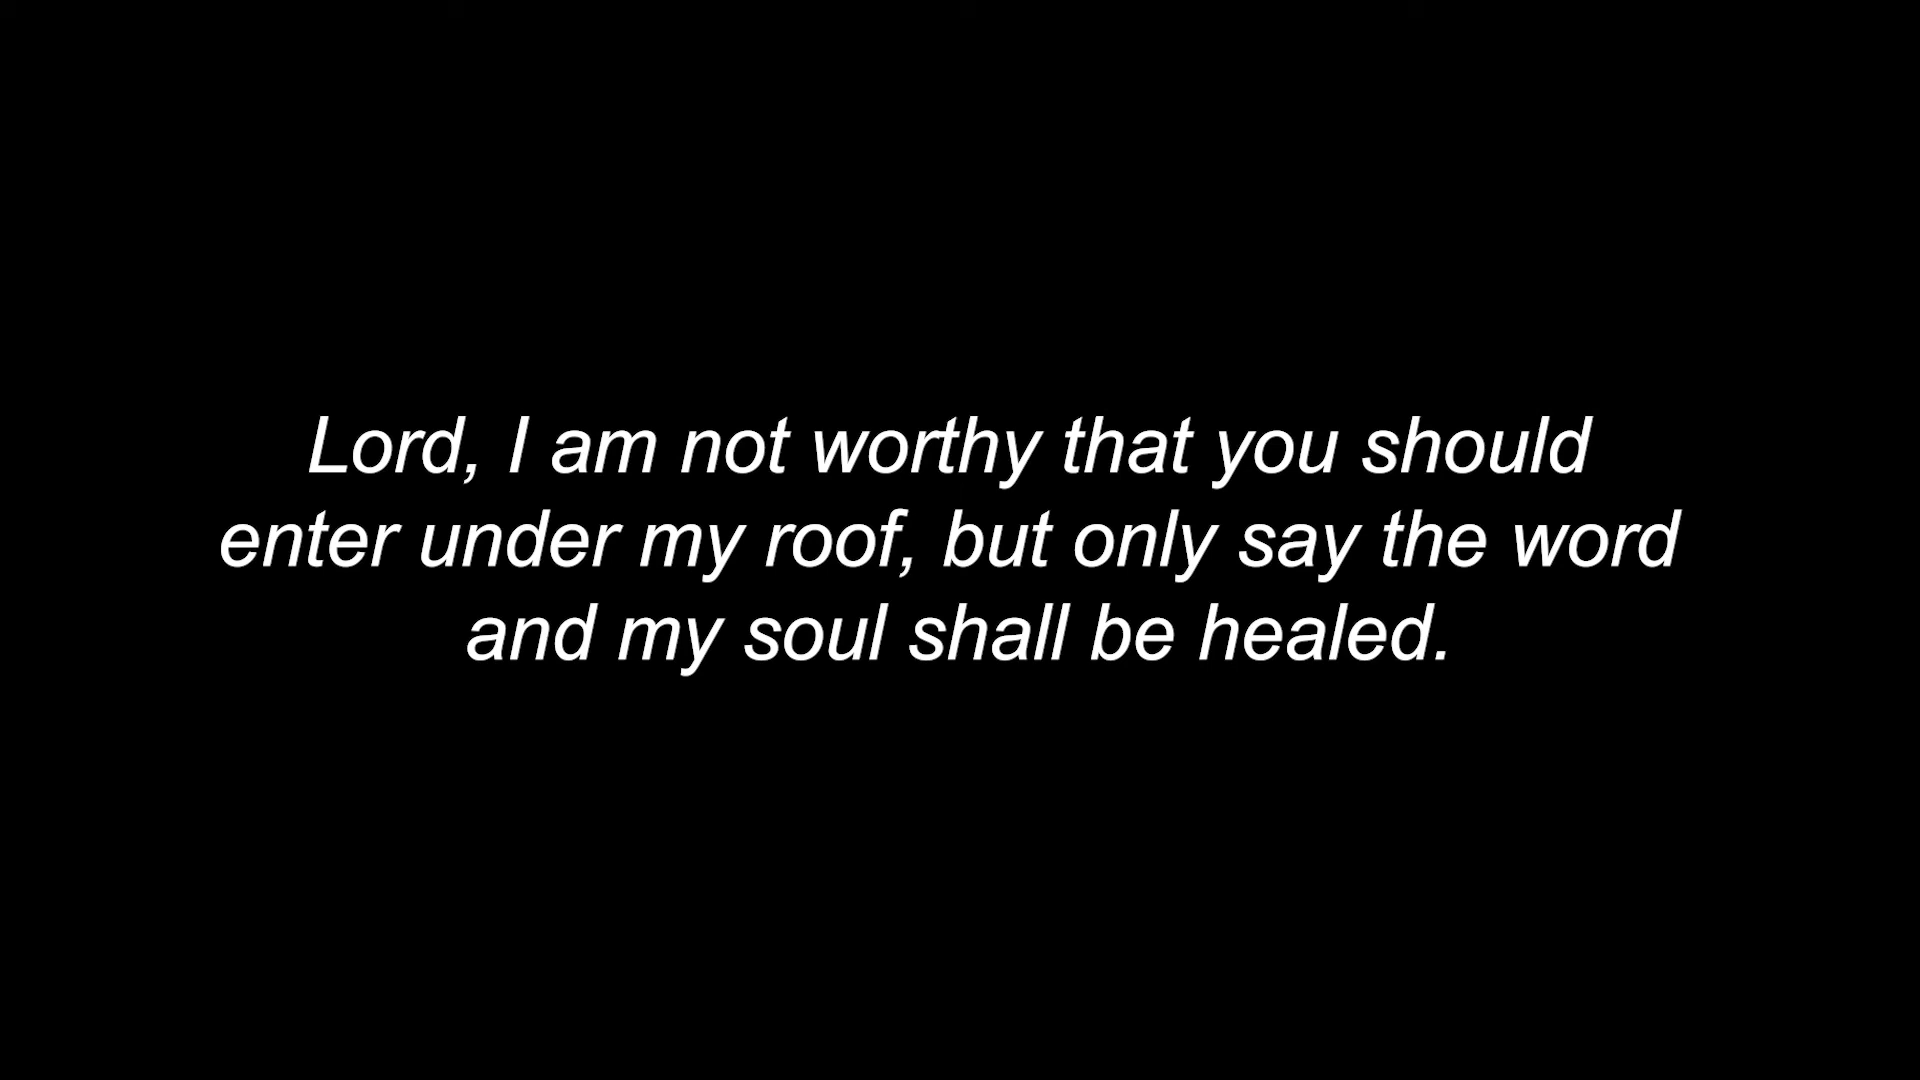 Lord, I am not worthy that you should
enter under my roof, but only say the word
and my soul shall be healed.